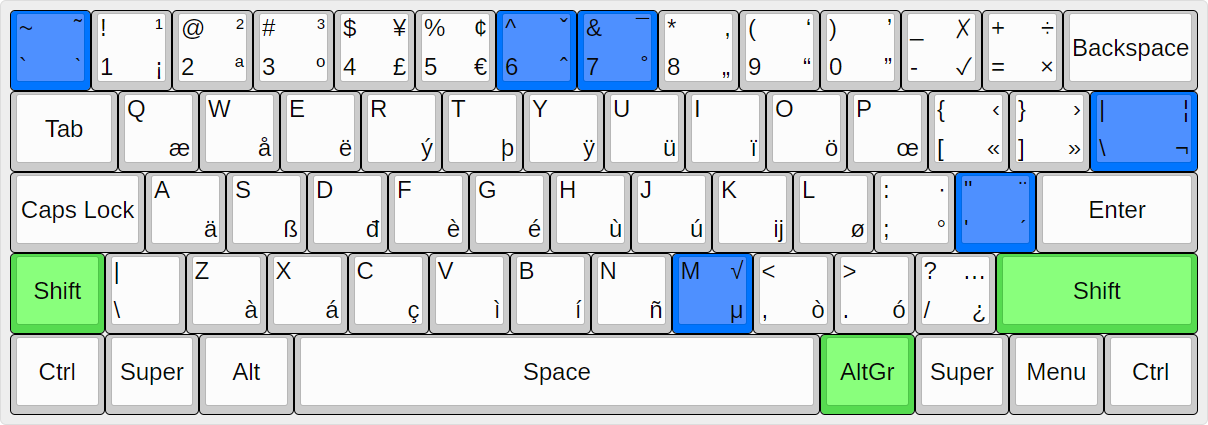 ~ ˜ ! ¹ @ ² # ³ $ ¥ % ¢ ^ ˇ & ¯ * ‚ ( ‘ ) ’ _ ✗ + ÷ Backspace
` ` 1 ¡ 2 ª 3 º 4 £ 5 € 6 ˆ 7 ˚ 8 „ 9 “ 0 ” - ✓ = ×
Tab Q W E R T Y U I O P { ‹ } › | ¦
æ å ë ý þ ÿ ü ï ö œ [ « ] » \ ¬
Caps Lock A S D F G H J K L : · " ¨ Enter
ä ß đ è é ù ú ij ø ; ° ' ´
Shift | Z X C V B N M √ < > ? … Shift
\ à á ç ì í ñ µ , ò . ó / ¿
Ctrl Super Alt Space AltGr Super Menu Ctrl